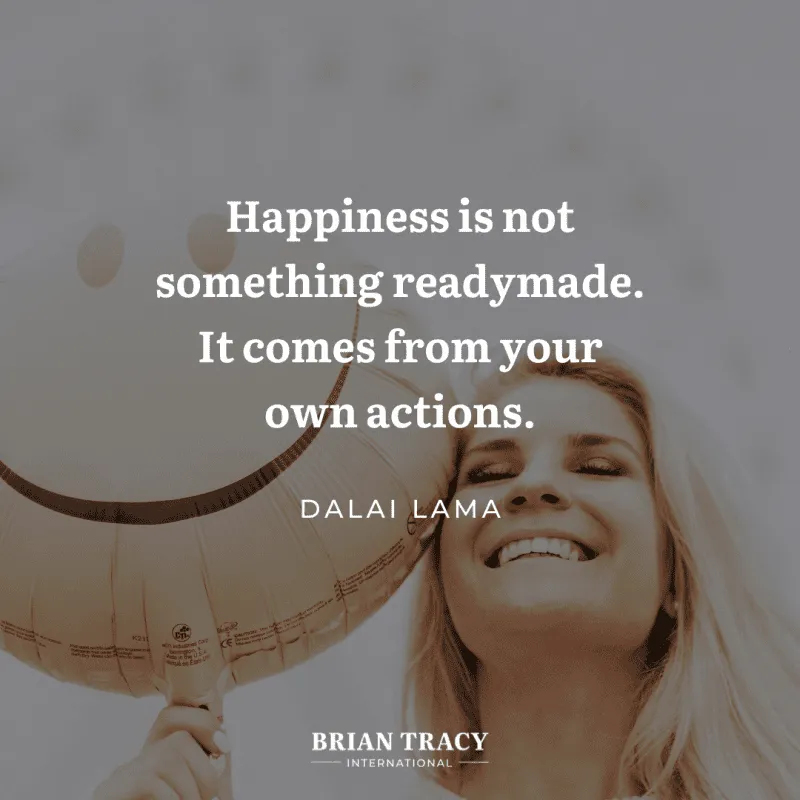 Happiness is not
something readymade.
It comes from your
own actions.
DALAI LAMA
BRIAN TRACY
INTERNATIONAL